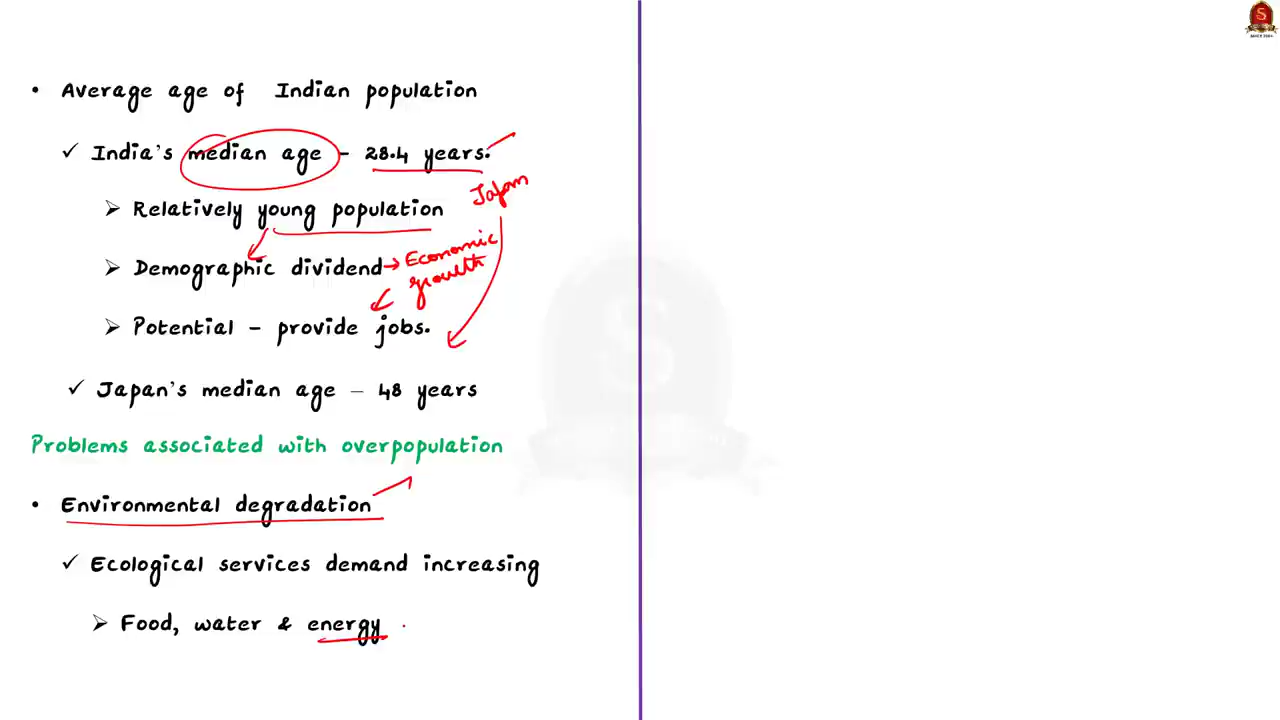 • Average age of Indian population
✓ India's median age - 28.4 years.
Japan
➤ Relatively young population
➤ Demographic dividend → Economic growth
➤ Potential - provide jobs.
✓ Japan's median age – 48 years
Problems associated with overpopulation
• Environmental degradation
✓ Ecological services demand increasing
➤ Food, water & energy
S